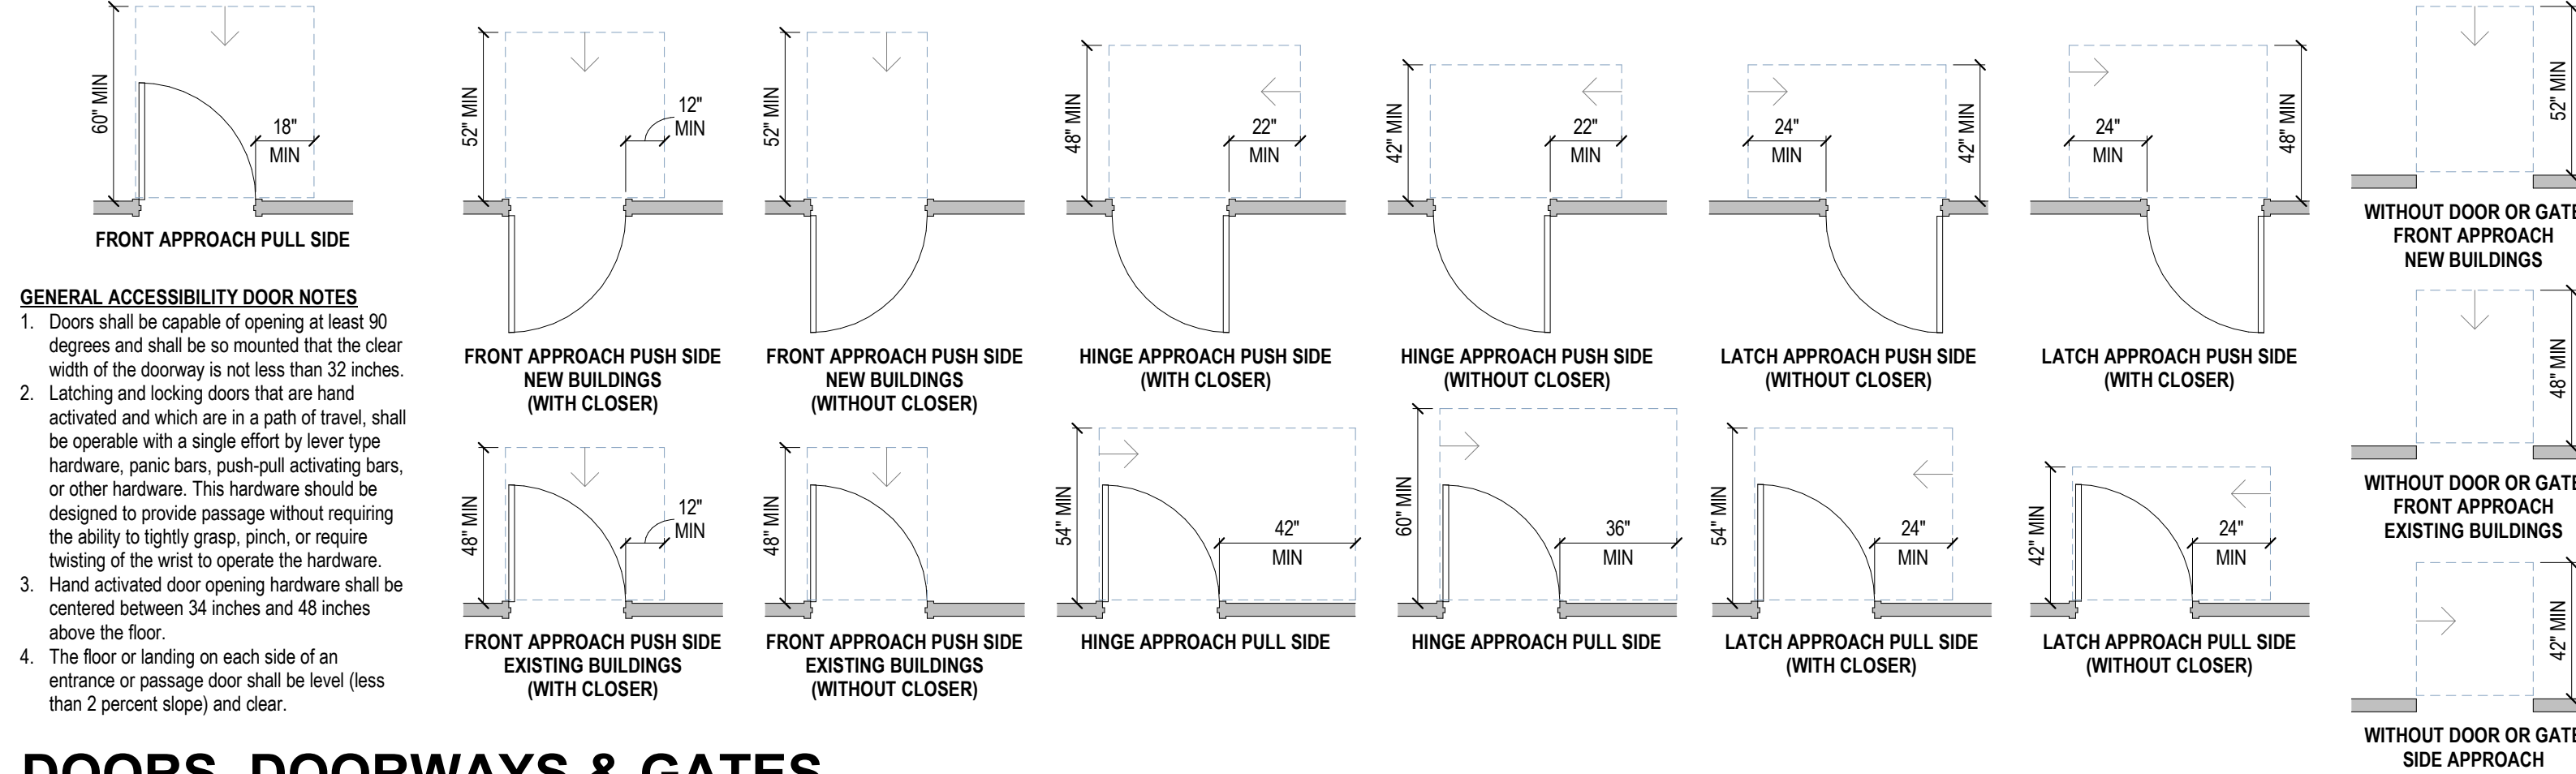 60" MIN
18"
MIN
FRONT APPROACH PULL SIDE
52" MIN
12"
MIN
FRONT APPROACH PUSH SIDE
NEW BUILDINGS
(WITH CLOSER)
52" MIN
FRONT APPROACH PUSH SIDE
NEW BUILDINGS
(WITHOUT CLOSER)
48" MIN
22"
MIN
HINGE APPROACH PUSH SIDE
(WITH CLOSER)
42" MIN
22"
MIN
HINGE APPROACH PUSH SIDE
(WITHOUT CLOSER)
24"
MIN
42" MIN
LATCH APPROACH PUSH SIDE
(WITHOUT CLOSER)
24"
MIN
48" MIN
LATCH APPROACH PUSH SIDE
(WITH CLOSER)
52" MIN
WITHOUT DOOR OR GATE
FRONT APPROACH
NEW BUILDINGS
GENERAL ACCESSIBILITY DOOR NOTES
1. Doors shall be capable of opening at least 90
degrees and shall be so mounted that the clear
width of the doorway is not less than 32 inches.
2. Latching and locking doors that are hand
activated and which are in a path of travel, shall
be operable with a single effort by lever type
hardware, panic bars, push-pull activating bars,
or other hardware. This hardware should be
designed to provide passage without requiring
the ability to tightly grasp, pinch, or require
twisting of the wrist to operate the hardware.
3. Hand activated door opening hardware shall be
centered between 34 inches and 48 inches
above the floor.
4. The floor or landing on each side of an
entrance or passage door shall be level (less
than 2 percent slope) and clear.
48" MIN
12"
MIN
FRONT APPROACH PUSH SIDE
EXISTING BUILDINGS
(WITH CLOSER)
48" MIN
FRONT APPROACH PUSH SIDE
EXISTING BUILDINGS
(WITHOUT CLOSER)
54" MIN
42"
MIN
HINGE APPROACH PULL SIDE
60" MIN
36"
MIN
HINGE APPROACH PULL SIDE
54" MIN
24"
MIN
LATCH APPROACH PULL SIDE
(WITH CLOSER)
42" MIN
24"
MIN
LATCH APPROACH PULL SIDE
(WITHOUT CLOSER)
48" MIN
WITHOUT DOOR OR GATE
FRONT APPROACH
EXISTING BUILDINGS
42" MIN
WITHOUT DOOR OR GATE
SIDE APPROACH
DOORS, DOORWAYS & GATES